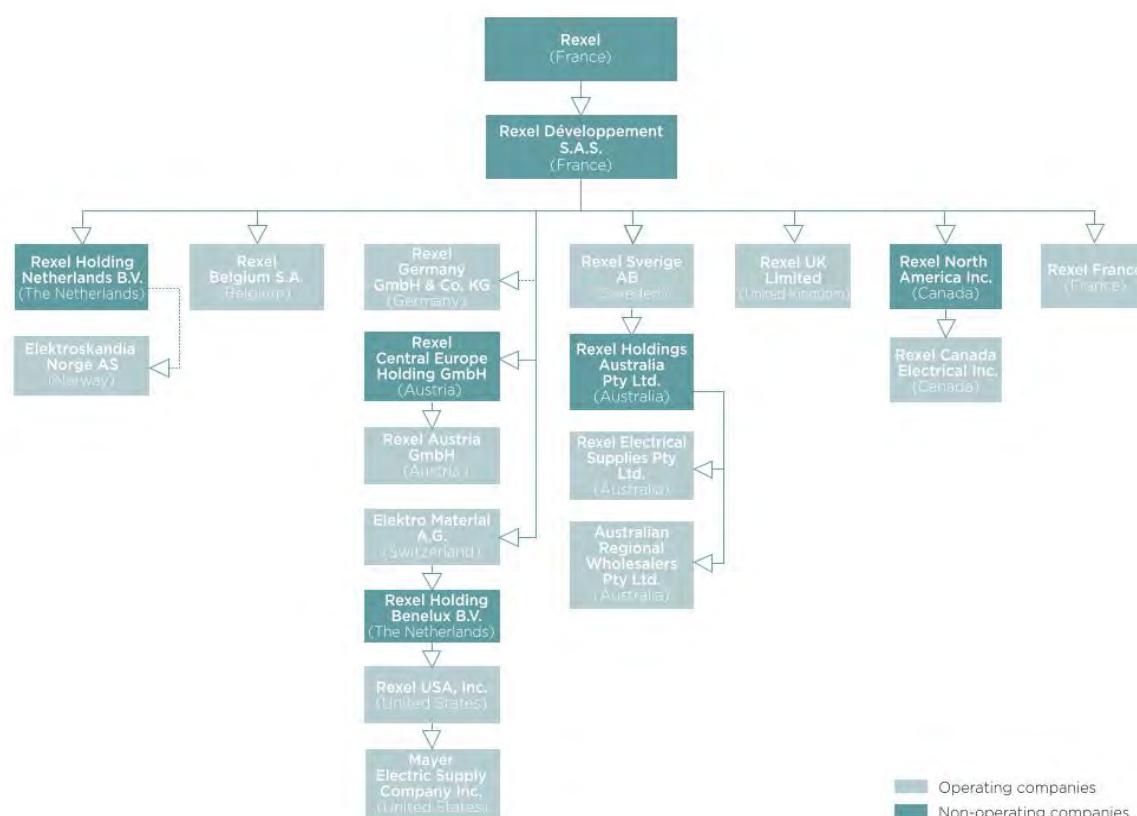 Rexel
(France)
Rexel Développement
S.A.S.
(France)
Rexel Holding
Netherlands B.V.
(The Netherlands)
Rexel
Belgium S.A.
(Belgium)
Rexel
Germany
GmbH & Co. KG
(Germany)
Rexel Sverige
AB
(Sweden)
Rexel UK
Limited
(United Kingdom)
Rexel North
America Inc.
(Canada)
Rexel France
(France)
Elektroskandia
Norge AS
(Norway)
Rexel
Central Europe
Holding GmbH
(Austria)
Rexel Holdings
Australia
Pty Ltd.
(Australia)
Rexel Canada
Electrical Inc.
(Canada)
Rexel Austria
GmbH
(Austria)
Rexel Electrical
Supplies Pty
Ltd.
(Australia)
Elektro Material
A.G.
(Switzerland)
Australian
Regional
Wholesalers
Pty Ltd.
(Australia)
Rexel Holding
Benelux B.V.
(The Netherlands)
Rexel USA, Inc.
(United States)
Mayer
Electric Supply
Company Inc.
(United States)
Operating companies
Non-operating companies